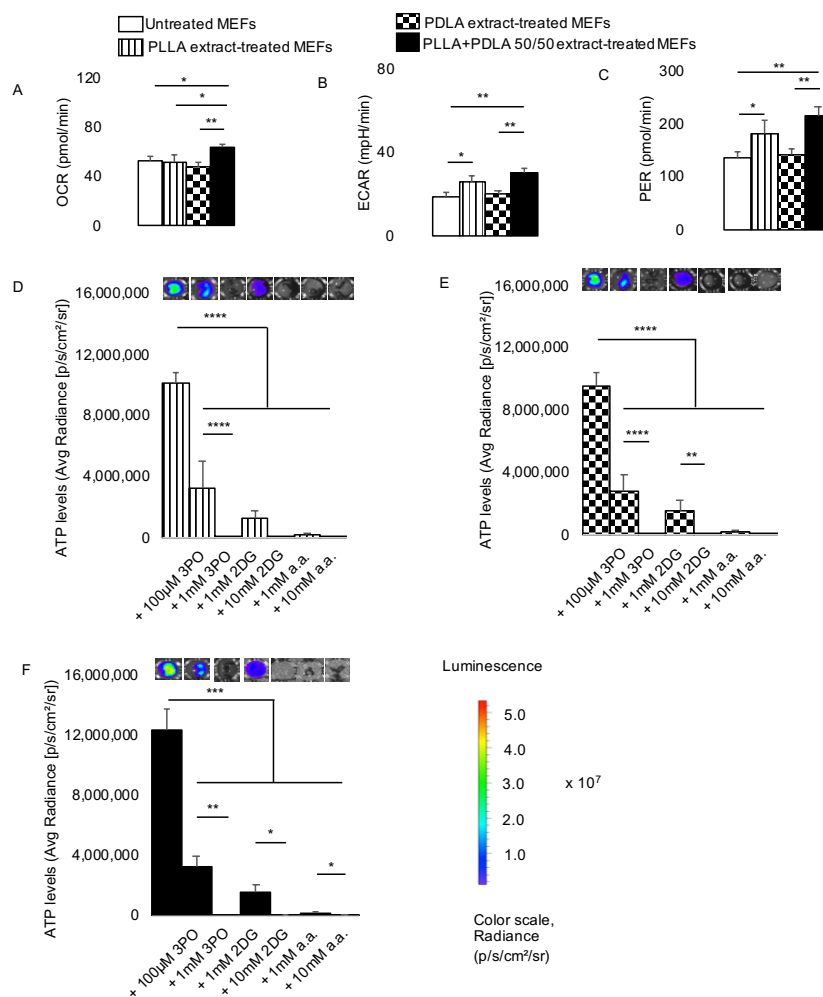 Untreated MEFs
PLLA extract-treated MEFs
PDLA extract-treated MEFs
PLLA+PDLA 50/50 extract-treated MEFs
A
OCR (pmol/min)
120
80
40
0
*
*
**
B
ECAR (mpH/min)
80
40
0
**
**
*
C
PER (pmol/min)
300
200
100
0
**
**
*
D
ATP levels (Avg Radiance [p/s/cm²/sr])
16,000,000
12,000,000
8,000,000
4,000,000
0
****
****
+ 100µM 3PO
+ 1mM 3PO
+ 1mM 2DG
+ 10mM 2DG
+ 1mM a.a.
+ 10mM a.a.
E
ATP levels (Avg Radiance [p/s/cm²/sr])
16,000,000
12,000,000
8,000,000
4,000,000
0
****
****
**
+ 100µM 3PO
+ 1mM 3PO
+ 1mM 2DG
+ 10mM 2DG
+ 1mM a.a.
+ 10mM a.a.
F
ATP levels (Avg Radiance [p/s/cm²/sr])
16,000,000
12,000,000
8,000,000
4,000,000
0
***
**
*
*
+ 100µM 3PO
+ 1mM 3PO
+ 1mM 2DG
+ 10mM 2DG
+ 1mM a.a.
+ 10mM a.a.
Luminescence
5.0
4.0
3.0
2.0
1.0
x 10⁷
Color scale,
Radiance
(p/s/cm²/sr)